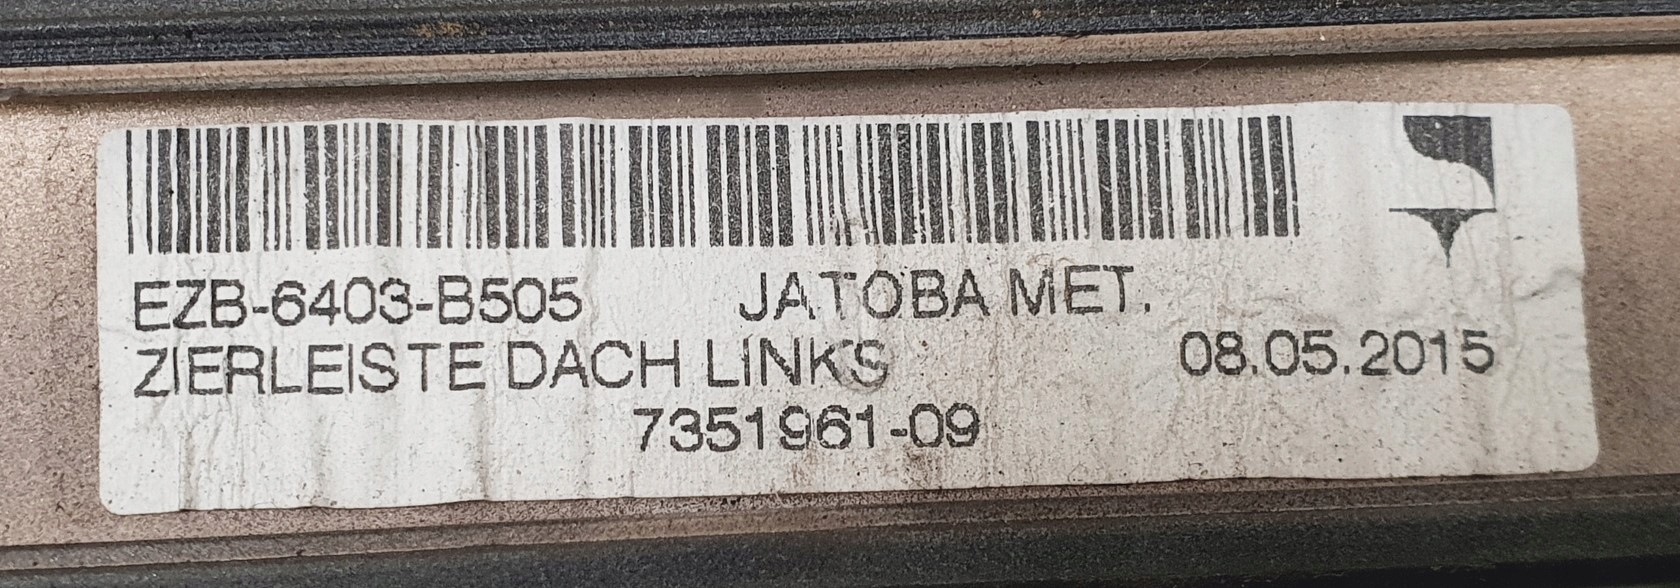 EZB-6403-B505 JATOBA MET.
ZIERLEISTE DACH LINKS 08.05.2015
7351961-09